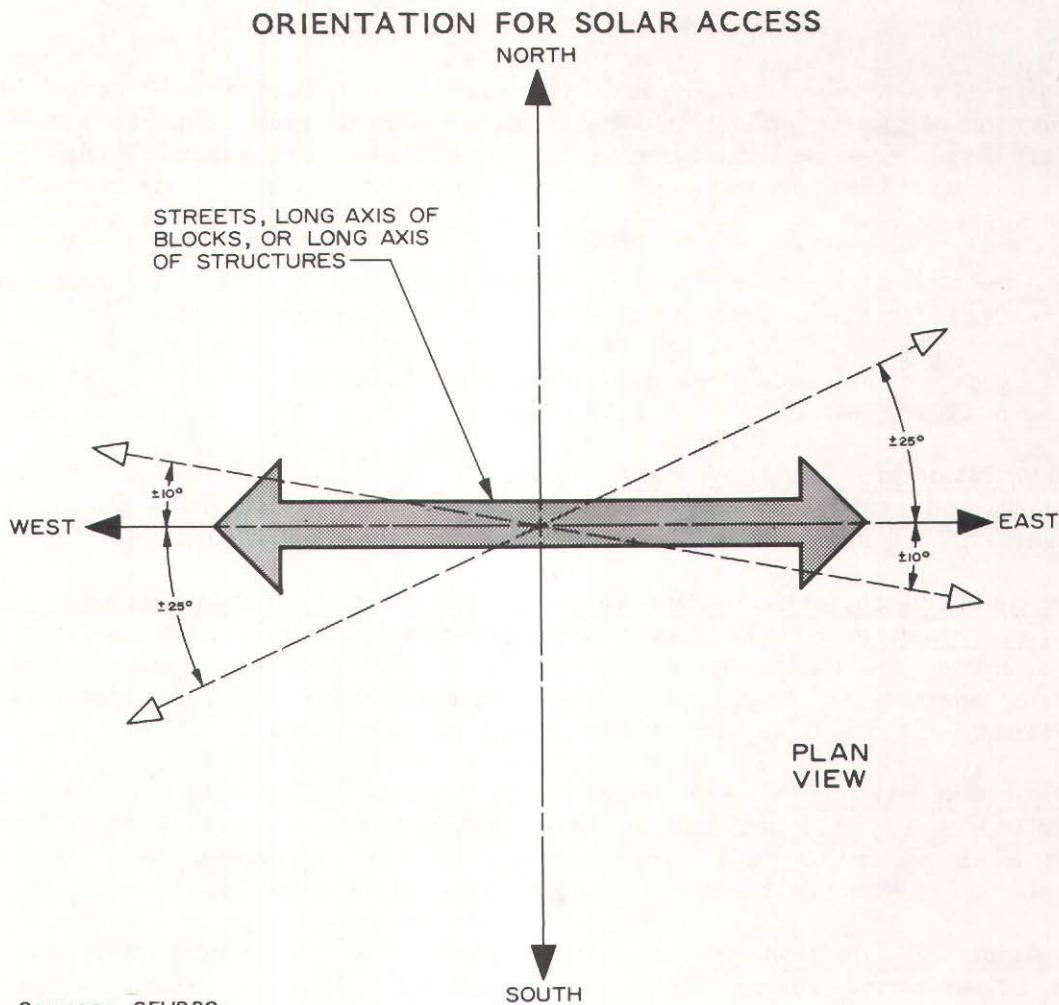 ORIENTATION FOR SOLAR ACCESS
NORTH
STREETS, LONG AXIS OF
BLOCKS, OR LONG AXIS
OF STRUCTURES
±25°
±10°
WEST
EAST
±10°
±25°
PLAN
VIEW
SOUTH